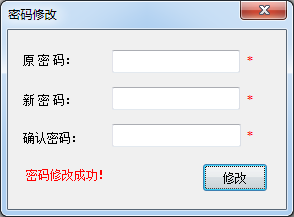 密码修改
原 密 码： *
新 密 码： *
确认密码： *
密码修改成功！
修改